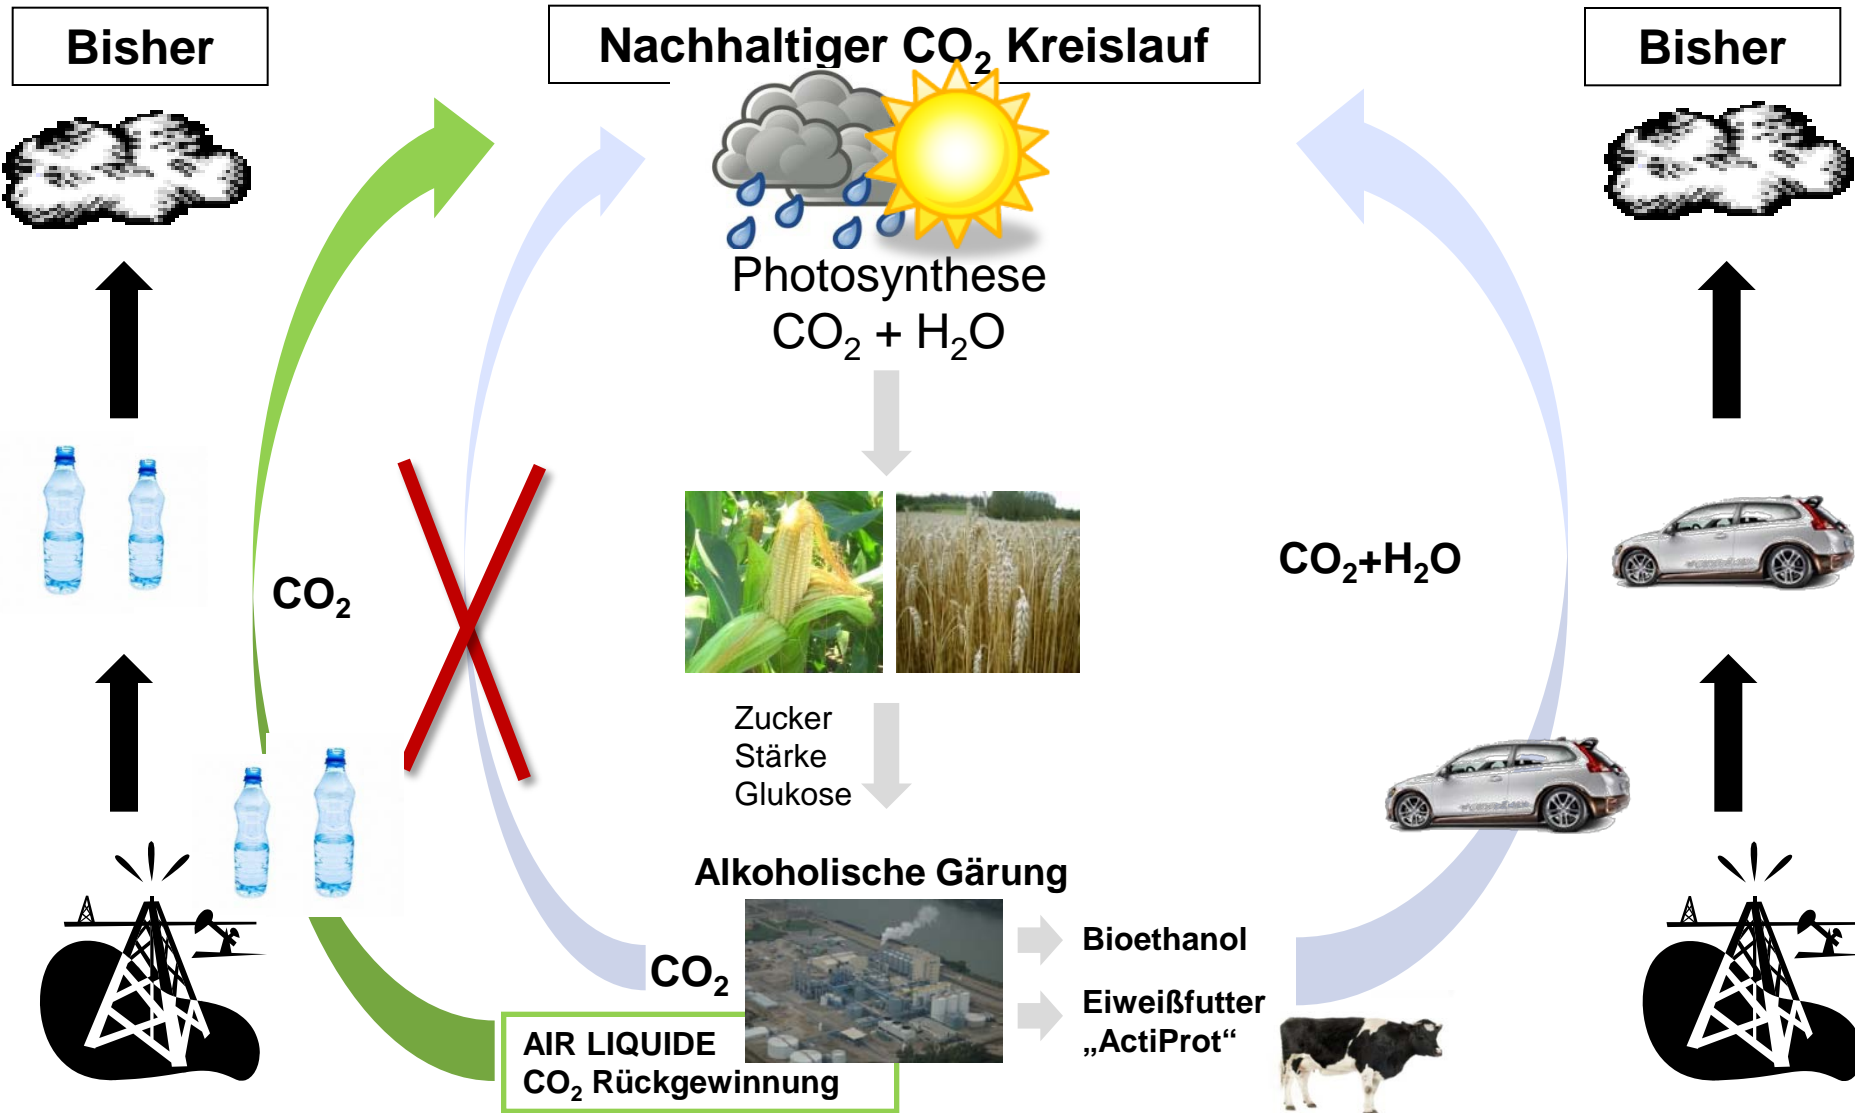 Bisher
Nachhaltiger CO₂ Kreislauf
Bisher
Photosynthese
CO₂ + H₂O
CO₂
CO₂+H₂O
Zucker
Stärke
Glukose
Alkoholische Gärung
CO₂
Bioethanol
Eiweißfutter
„ActiProt“
AIR LIQUIDE
CO₂ Rückgewinnung